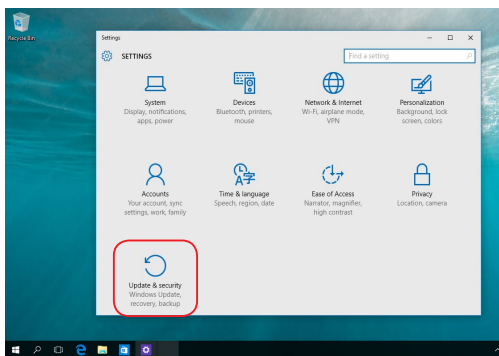 Recycle Bin
Settings
SETTINGS
Find a setting
System
Display, notifications,
apps, power
Devices
Bluetooth, printers,
mouse
Network & Internet
Wi-Fi, airplane mode,
VPN
Personalization
Background, lock
screen, colors
Accounts
Your account, sync
settings, work, family
A字
Time & language
Speech, region, date
Ease of Access
Narrator, magnifier,
high contrast
Privacy
Location, camera
Update & security
Windows Update,
recovery, backup